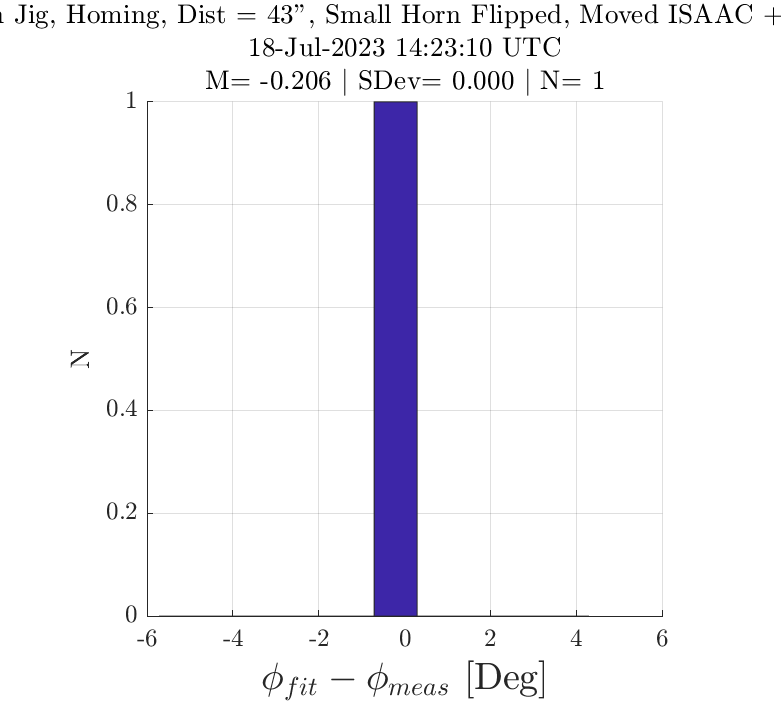 Jig, Homing, Dist = 43”, Small Horn Flipped, Moved ISAAC +
18-Jul-2023 14:23:10 UTC
M= -0.206 | SDev= 0.000 | N= 1
1
0.8
0.6
0.4
0.2
0
N
-6 -4 -2 0 2 4 6
ϕ_fit − ϕ_meas [Deg]